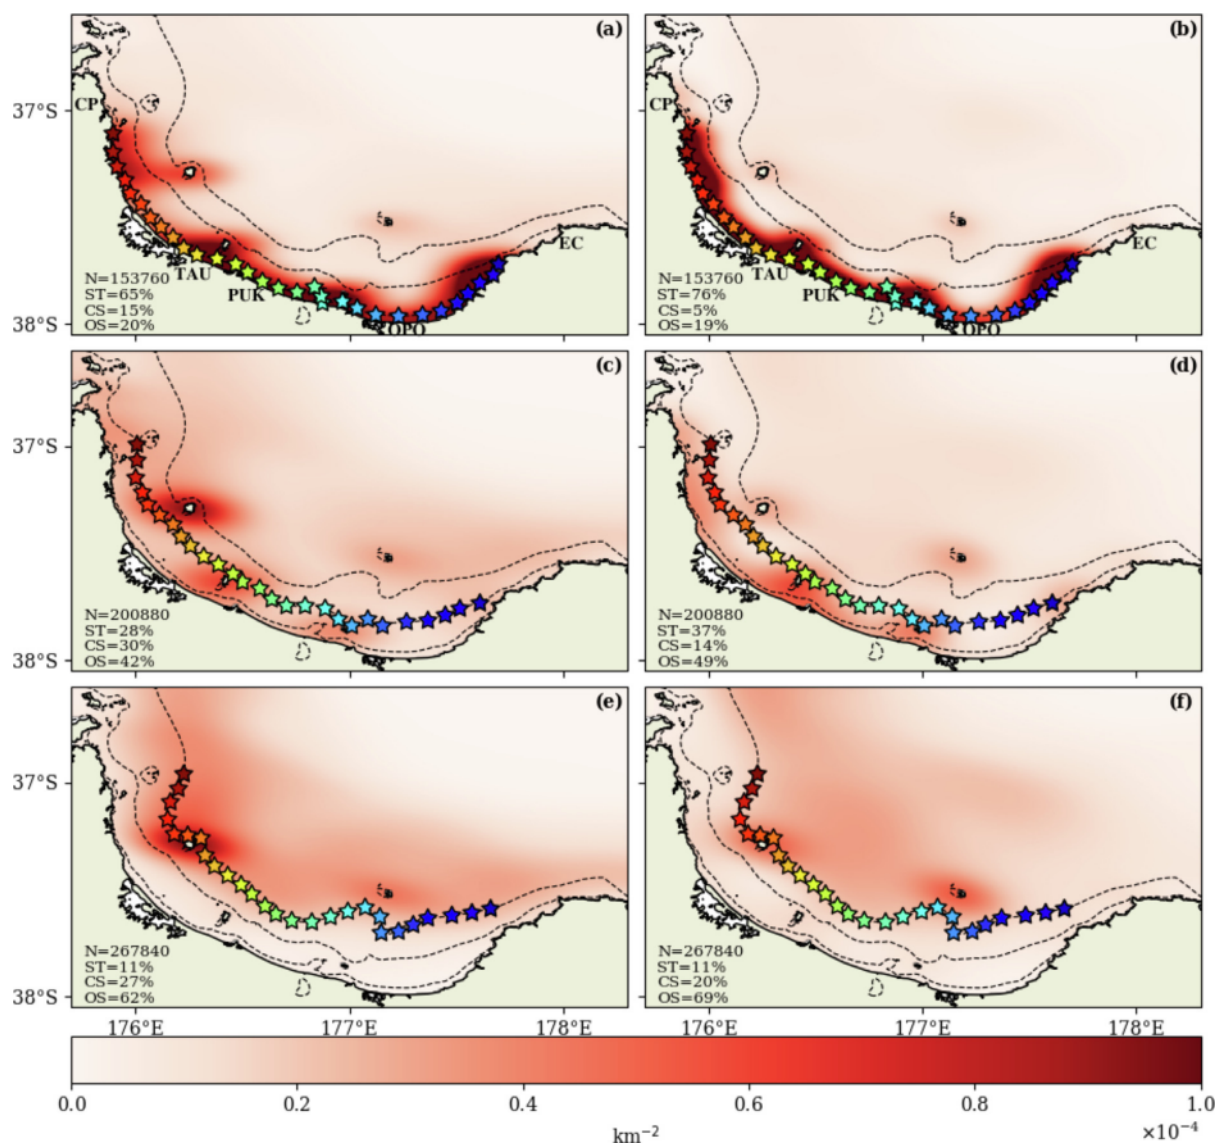 (a)
(b)
37°S
CP
CP
EC
EC
TAU
TAU
N=153760
ST=65%
CS=15%
OS=20%
PUK
N=153760
ST=76%
CS=5%
OS=19%
PUK
38°S
OPO
OPO
(c)
(d)
37°S
N=200880
ST=28%
CS=30%
OS=42%
N=200880
ST=37%
CS=14%
OS=49%
38°S
(e)
(f)
37°S
N=267840
ST=11%
CS=27%
OS=62%
N=267840
ST=11%
CS=20%
OS=69%
38°S
176°E
177°E
178°E
176°E
177°E
178°E
0.0
0.2
0.4
0.6
0.8
1.0
×10⁻⁴
km⁻²